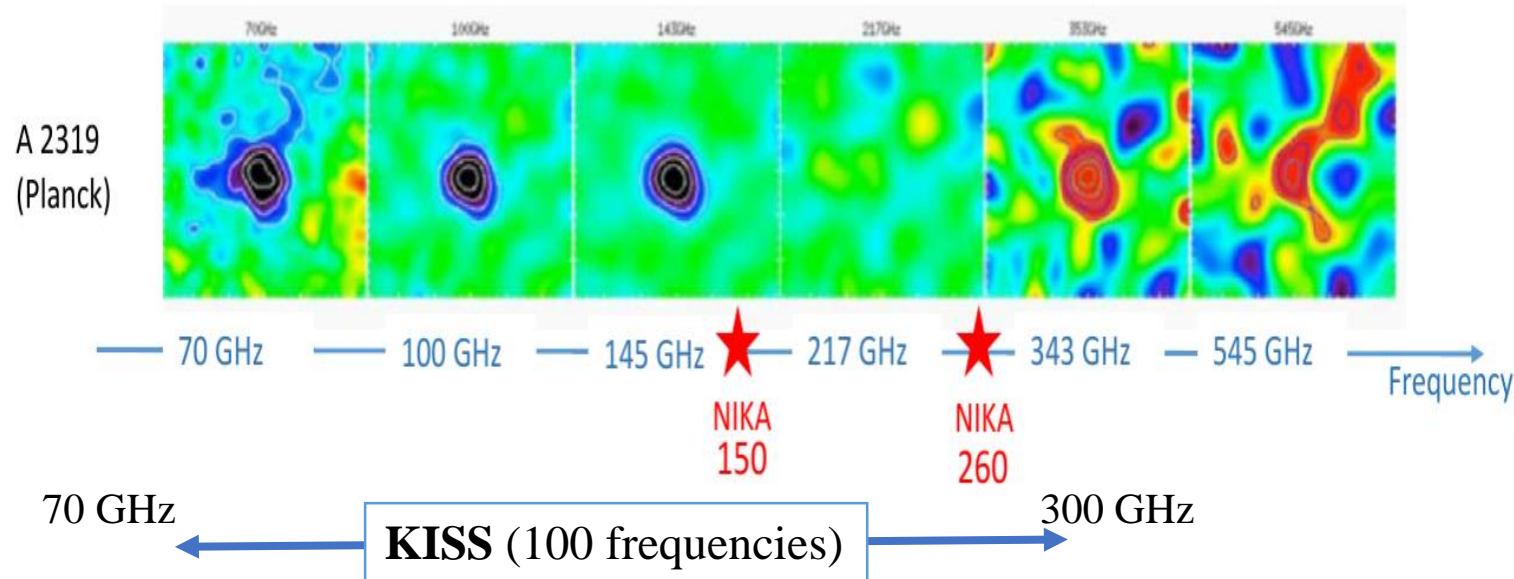 70GHz 100GHz 143GHz 217GHz 353GHz 545GHz
A 2319
(Planck)
70 GHz 100 GHz 145 GHz 217 GHz 343 GHz 545 GHz
Frequency
NIKA NIKA
150 260
70 GHz 300 GHz
KISS (100 frequencies)